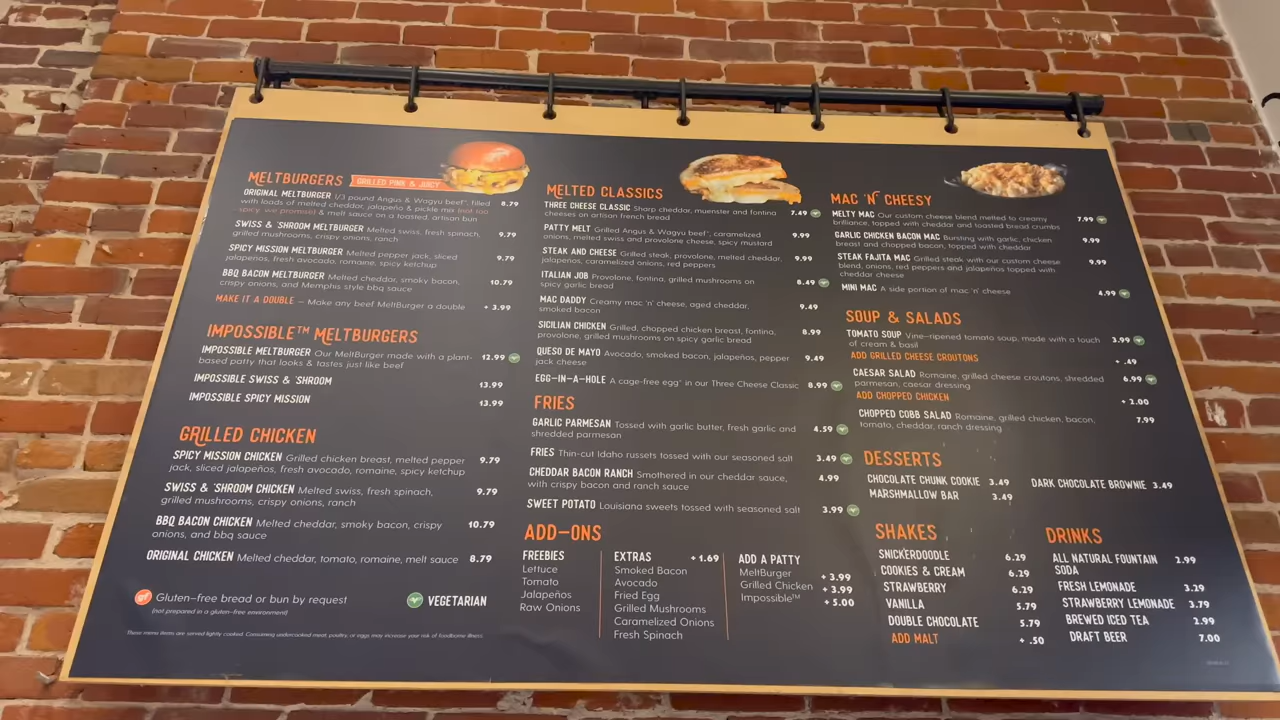 MELTBURGERS GRILLED PINK & JUICY
ORIGINAL MELTBURGER 1/3 pound Angus & Wagyu beef*, filled 8.79
with loads of melted cheddar, jalapeño & pickle mix (not too
spicy, we promise) & melt sauce on a toasted, artisan bun
SWISS & 'SHROOM MELTBURGER Melted swiss, fresh spinach, 9.79
grilled mushrooms, crispy onions, ranch
SPICY MISSION MELTBURGER Melted pepper jack, sliced 9.79
jalapeños, fresh avocado, romaine, spicy ketchup
BBQ BACON MELTBURGER Melted cheddar, smoky bacon, 10.79
crispy onions, and Memphis style bbq sauce
MAKE IT A DOUBLE – Make any beef MeltBurger a double + 3.99
IMPOSSIBLE™ MELTBURGERS
IMPOSSIBLE MELTBURGER Our MeltBurger made with a plant- 12.99
based patty that looks & tastes just like beef
IMPOSSIBLE SWISS & 'SHROOM 13.99
IMPOSSIBLE SPICY MISSION 13.99
GRILLED CHICKEN
SPICY MISSION CHICKEN Grilled chicken breast, melted pepper 9.79
jack, sliced jalapeños, fresh avocado, romaine, spicy ketchup
SWISS & 'SHROOM CHICKEN Melted swiss, fresh spinach, 9.79
grilled mushrooms, crispy onions, ranch
BBQ BACON CHICKEN Melted cheddar, smoky bacon, crispy 10.79
onions, and bbq sauce
ORIGINAL CHICKEN Melted cheddar, tomato, romaine, melt sauce 8.79
gf Gluten-free bread or bun by request
(not prepared in a gluten-free environment)
VEGETARIAN
These menu items are served lightly cooked. Consuming undercooked meat, poultry, or eggs may increase your risk of foodborne illness.
MELTED CLASSICS
THREE CHEESE CLASSIC Sharp cheddar, muenster and fontina 7.49
cheeses on artisan french bread
PATTY MELT Grilled Angus & Wagyu beef*, caramelized 9.99
onions, melted swiss and provolone cheese, spicy mustard
STEAK AND CHEESE Grilled steak, provolone, melted cheddar, 9.99
jalapeños, caramelized onions, red peppers
ITALIAN JOB Provolone, fontina, grilled mushrooms on 8.49
spicy garlic bread
MAC DADDY Creamy mac 'n' cheese, aged cheddar, 9.49
smoked bacon
SICILIAN CHICKEN Grilled, chopped chicken breast, fontina, 8.99
provolone, grilled mushrooms on spicy garlic bread
QUESO DE MAYO Avocado, smoked bacon, jalapeños, pepper 9.49
jack cheese
EGG-IN-A-HOLE A cage-free egg* in our Three Cheese Classic 8.99
FRIES
GARLIC PARMESAN Tossed with garlic butter, fresh garlic and 4.59
shredded parmesan
FRIES Thin-cut Idaho russets tossed with our seasoned salt 3.49
CHEDDAR BACON RANCH Smothered in our cheddar sauce, 4.99
with crispy bacon and ranch sauce
SWEET POTATO Louisiana sweets tossed with seasoned salt 3.99
ADD-ONS
FREEBIES
Lettuce
Tomato
Jalapeños
Raw Onions
EXTRAS + 1.69
Smoked Bacon
Avocado
Fried Egg
Grilled Mushrooms
Caramelized Onions
Fresh Spinach
ADD A PATTY
MeltBurger + 3.99
Grilled Chicken + 3.99
Impossible™ + 5.00
MAC 'N' CHEESY
MELTY MAC Our custom cheese blend melted to creamy 7.99
brilliance, topped with cheddar and toasted bread crumbs
GARLIC CHICKEN BACON MAC Bursting with garlic, chicken 9.99
breast and chopped bacon, topped with cheddar
STEAK FAJITA MAC Grilled steak with our custom cheese 9.99
blend, onions, red peppers and jalapeños topped with
cheddar cheese
MINI MAC A side portion of mac 'n' cheese 4.99
SOUP & SALADS
TOMATO SOUP Vine-ripened tomato soup, made with a touch 3.99
of cream & basil
ADD GRILLED CHEESE CROUTONS + .49
CAESAR SALAD Romaine, grilled cheese croutons, shredded 6.99
parmesan, caesar dressing
ADD CHOPPED CHICKEN + 2.00
CHOPPED COBB SALAD Romaine, grilled chicken, bacon, 7.99
tomato, cheddar, ranch dressing
DESSERTS
CHOCOLATE CHUNK COOKIE 3.49
MARSHMALLOW BAR 3.49
DARK CHOCOLATE BROWNIE 3.49
SHAKES
SNICKERDOODLE 6.29
COOKIES & CREAM 6.29
STRAWBERRY 6.29
VANILLA 5.79
DOUBLE CHOCOLATE 5.79
ADD MALT + .50
DRINKS
ALL NATURAL FOUNTAIN 2.99
SODA
FRESH LEMONADE 3.29
STRAWBERRY LEMONADE 3.79
BREWED ICED TEA 2.99
DRAFT BEER 7.00